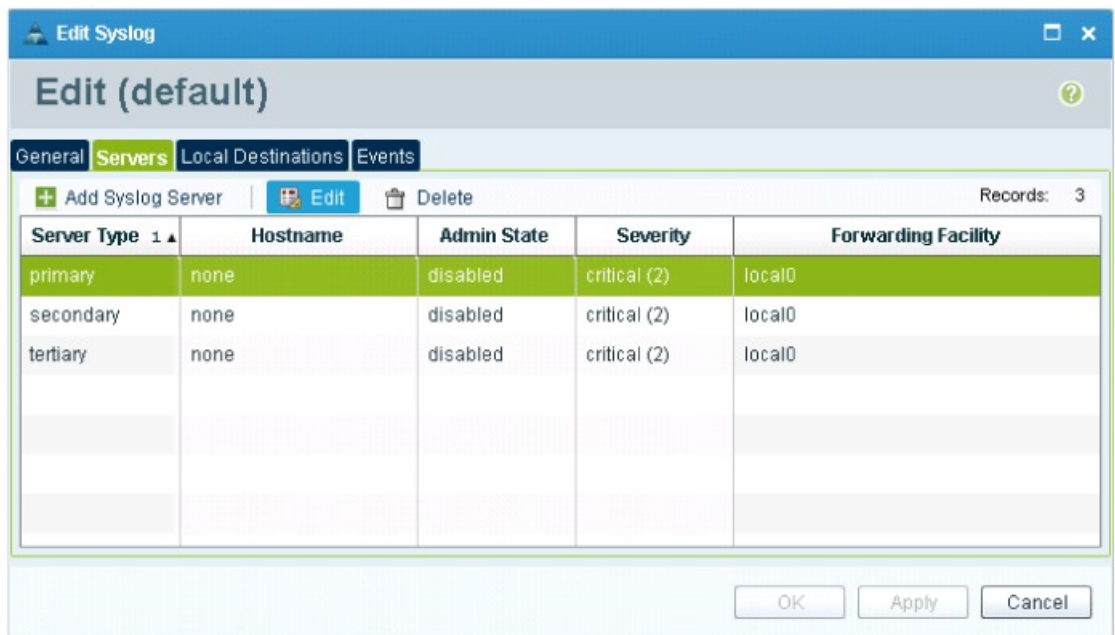 Edit Syslog
Edit (default)
General Servers Local Destinations Events
Add Syslog Server Edit Delete Records: 3
Server Type 1 Hostname Admin State Severity Forwarding Facility
primary none disabled critical (2) local0
secondary none disabled critical (2) local0
tertiary none disabled critical (2) local0
OK Apply Cancel